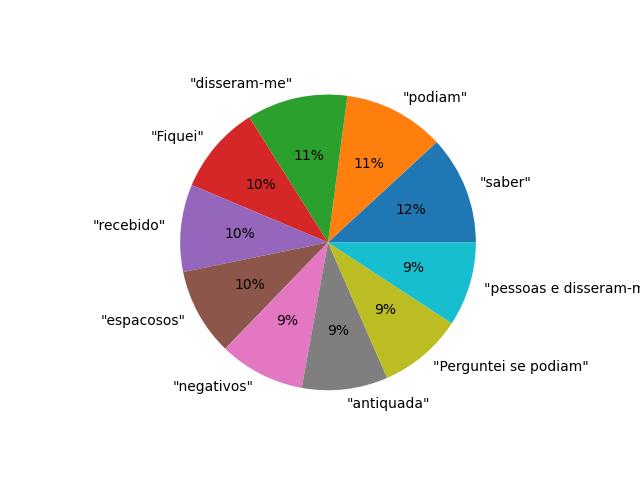 "disseram-me"
"podiam"
"Fiquei"
11%
11%
"saber"
10%
12%
"recebido"
10%
9%
10%
"pessoas e disseram-m
"espacosos"
9%
9%
9%
"Perguntei se podiam"
"negativos"
"antiquada"